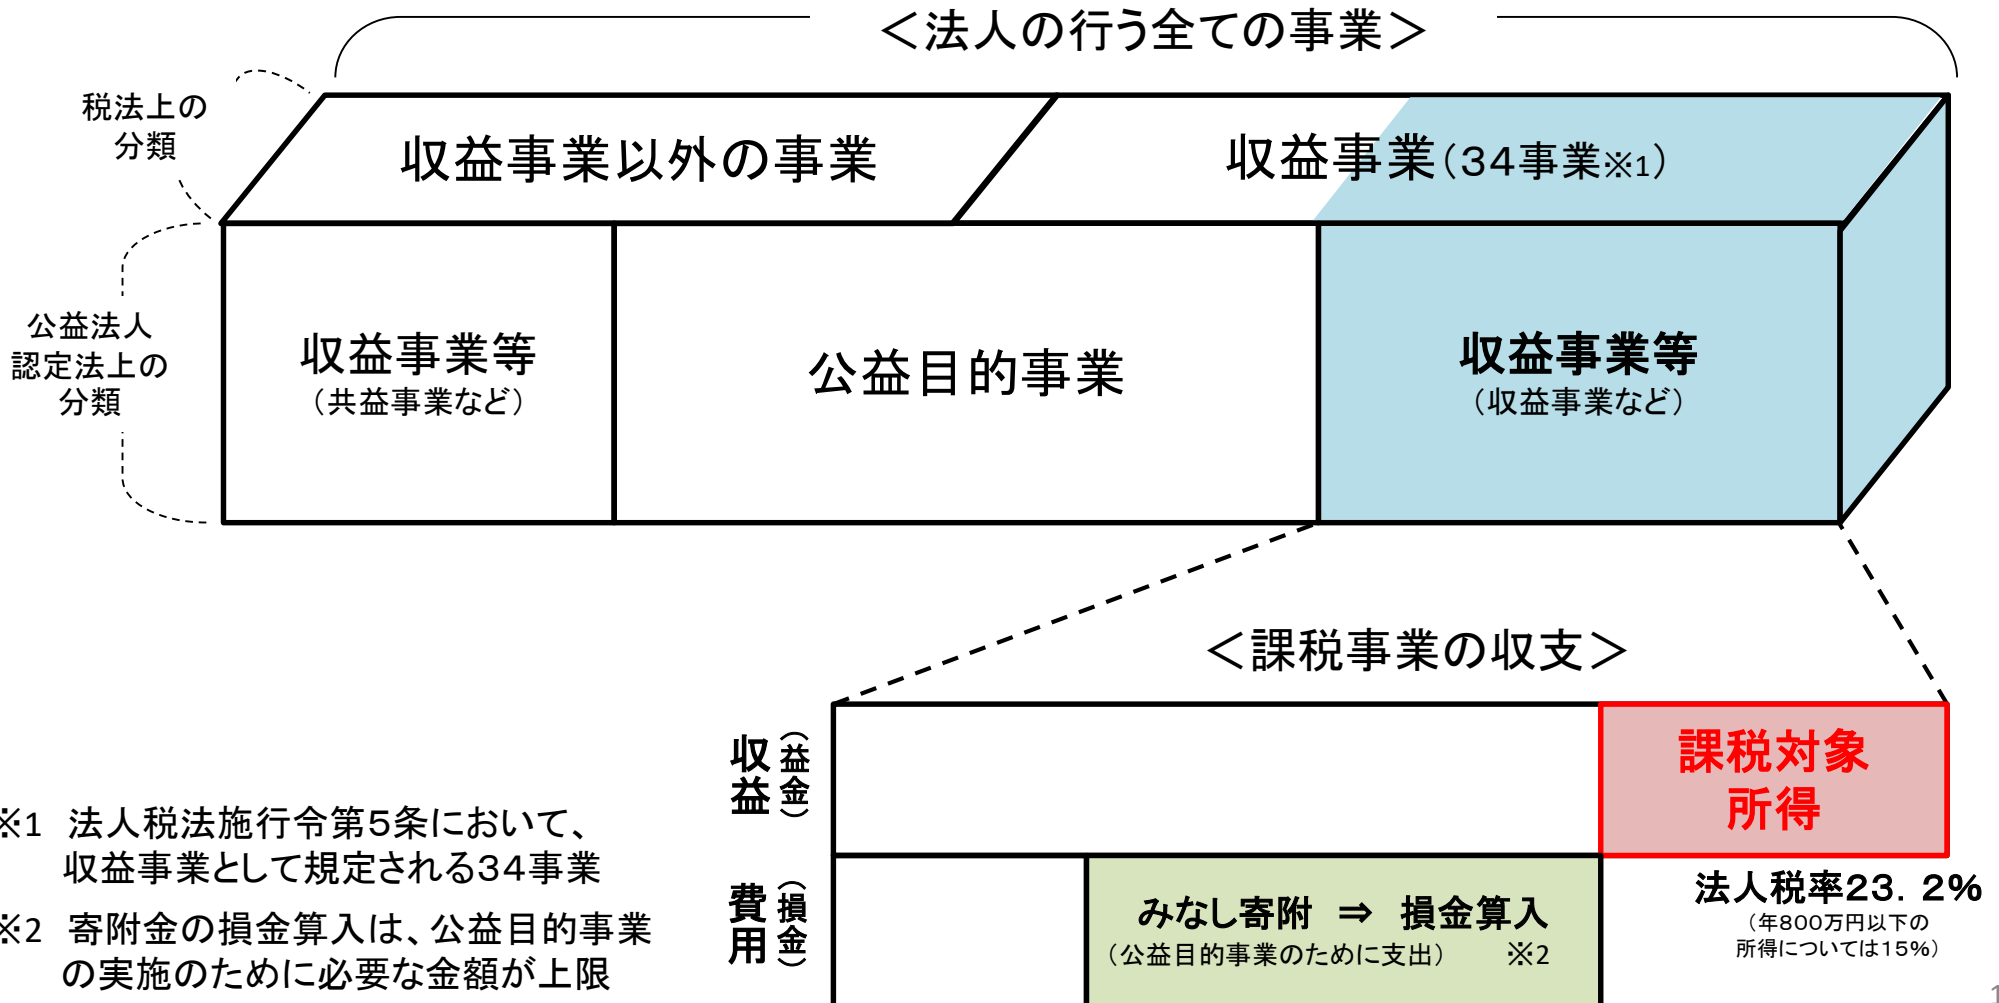 ＜法人の行う全ての事業＞
税法上の
分類
収益事業以外の事業
収益事業（３４事業※1）
公益法人
認定法上の
分類
収益事業等
（共益事業など）
公益目的事業
収益事業等
（収益事業など）
＜課税事業の収支＞
収益（益金）
課税対象
所得
費用（損金）
みなし寄附 ⇒ 損金算入
（公益目的事業のために支出） ※2
法人税率２３．２％
（年８００万円以下の
所得については１５％）
※1 法人税法施行令第５条において、
収益事業として規定される３４事業
※2 寄附金の損金算入は、公益目的事業
の実施のために必要な金額が上限
1